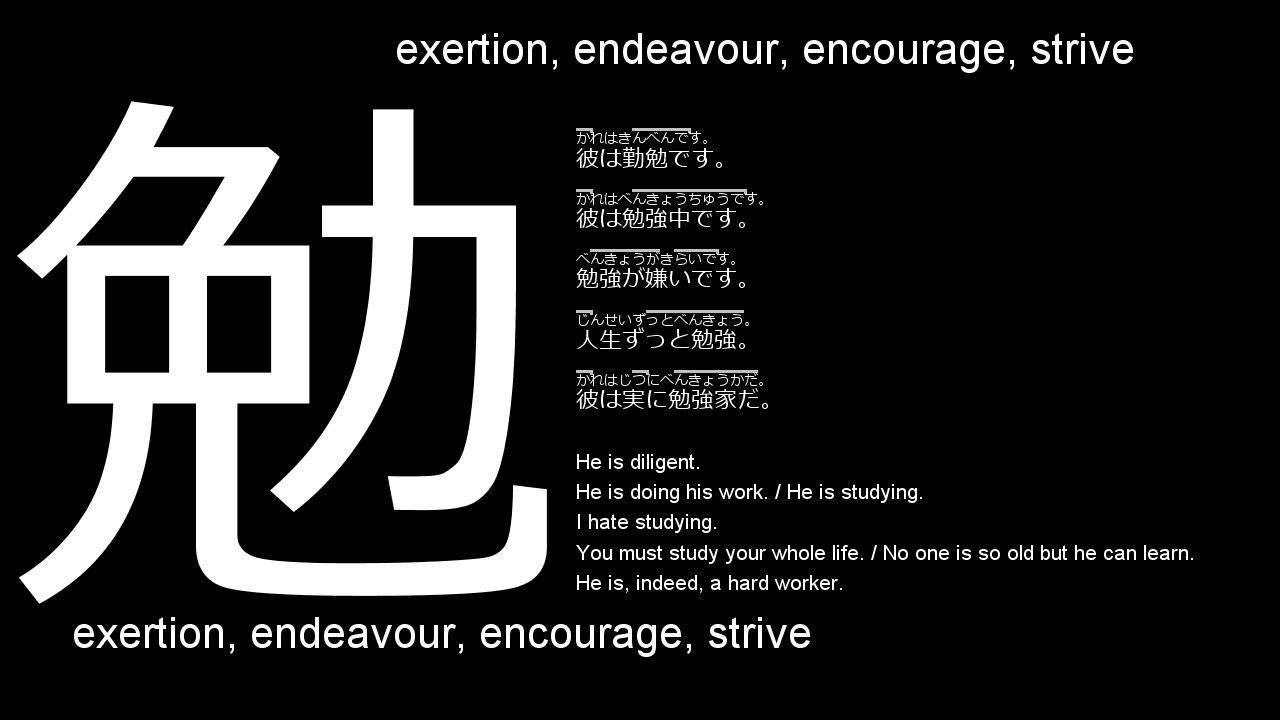 exertion, endeavour, encourage, strive
勉
かれはきんべんです。
彼は勤勉です。
かれはべんきょうちゅうです。
彼は勉強中です。
べんきょうがきらいです。
勉強が嫌いです。
じんせいずっとべんきょう。
人生ずっと勉強。
かれはじつにべんきょうかだ。
彼は実に勉強家だ。
He is diligent.
He is doing his work. / He is studying.
I hate studying.
You must study your whole life. / No one is so old but he can learn.
He is, indeed, a hard worker.
exertion, endeavour, encourage, strive